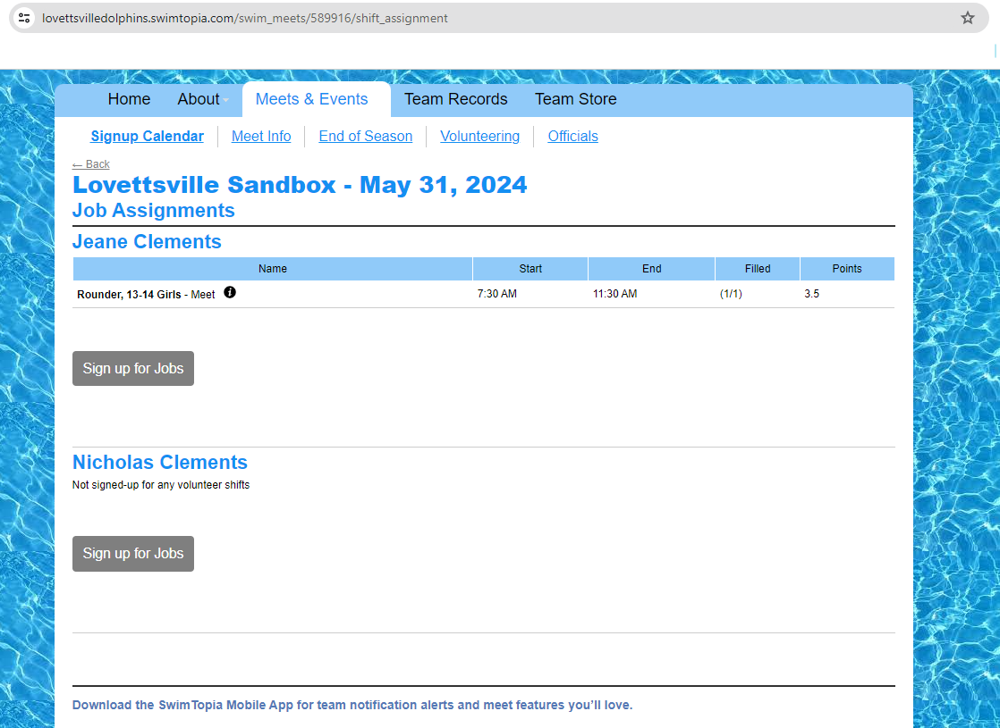 lovettsvilledolphins.swimtopia.com/swim_meets/589916/shift_assignment
Home About Meets & Events Team Records Team Store
Signup Calendar Meet Info End of Season Volunteering Officials
← Back
Lovettsville Sandbox - May 31, 2024
Job Assignments
Jeane Clements
Name Start End Filled Points
Rounder, 13-14 Girls - Meet 7:30 AM 11:30 AM (1/1) 3.5
Sign up for Jobs
Nicholas Clements
Not signed-up for any volunteer shifts
Sign up for Jobs
Download the SwimTopia Mobile App for team notification alerts and meet features you’ll love.